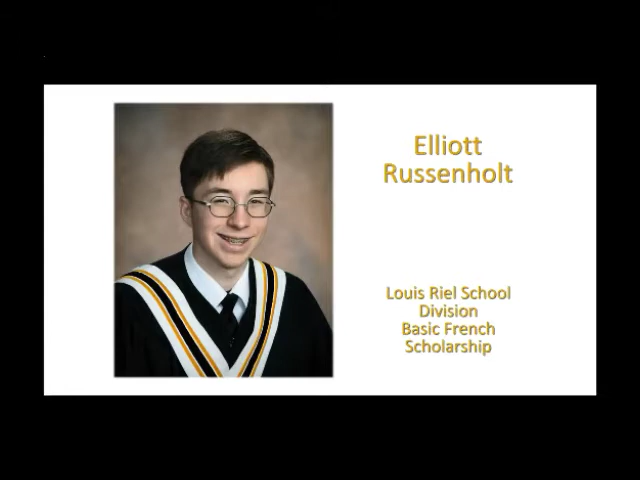 Elliott
Russenholt
Louis Riel School
Division
Basic French
Scholarship